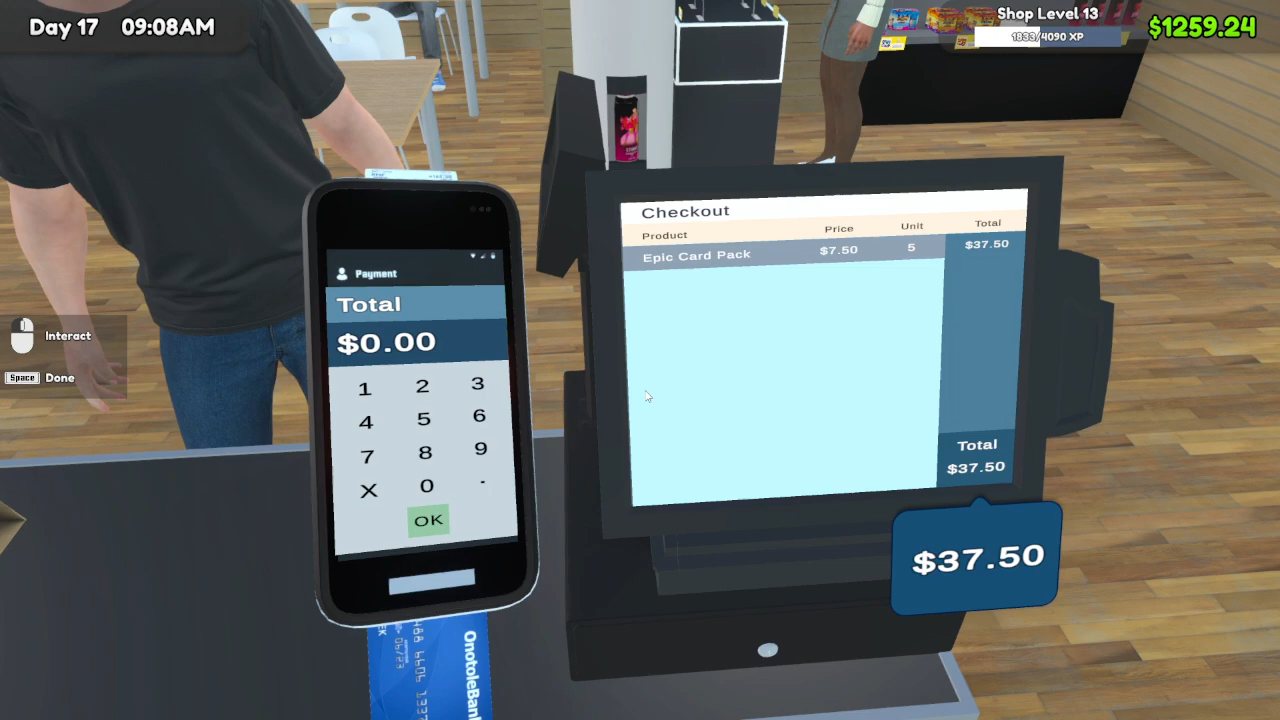 Day 17 09:08AM
Shop Level 13
1833/4090 XP
$1259.24
Interact
Space Done
Payment
Total
$0.00
1 2 3
4 5 6
7 8 9
X 0 .
OK
Checkout
Product Price Unit Total
Epic Card Pack $7.50 5 $37.50
Total
$37.50
$37.50
OnotoleBank
06/23